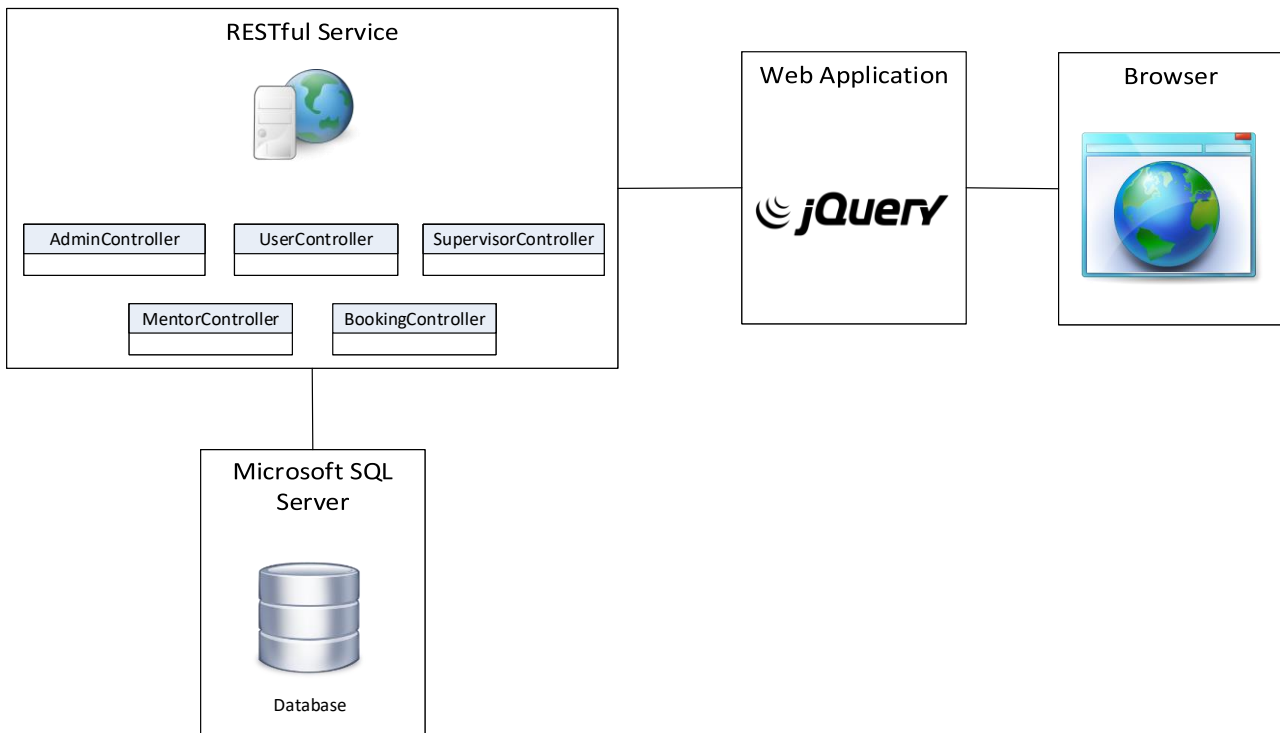 RESTful Service
AdminController
UserController
SupervisorController
MentorController
BookingController
Web Application
jQuery
Browser
Microsoft SQL
Server
Database